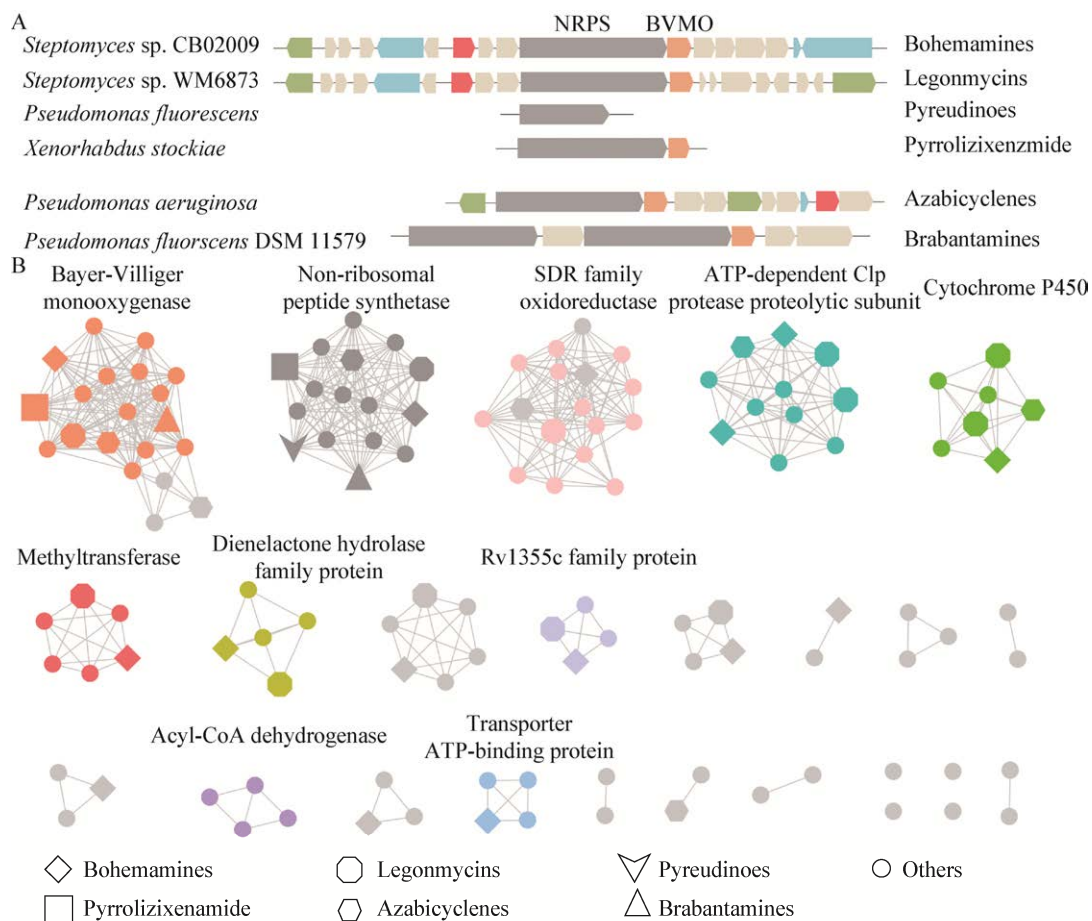 A
NRPS BVMO
Steptomyces sp. CB02009 Bohemamines
Steptomyces sp. WM6873 Legonmycins
Pseudomonas fluorescens Pyreudinoes
Xenorhabdus stockiae Pyrrolizixenzmide
Pseudomonas aeruginosa Azabicyclenes
Pseudomonas fluorscens DSM 11579 Brabantamines
B
Bayer-Villiger
monooxygenase
Non-ribosomal
peptide synthetase
SDR family
oxidoreductase
ATP-dependent Clp
protease proteolytic subunit
Cytochrome P450
Methyltransferase
Dienelactone hydrolase
family protein
Rv1355c family protein
Acyl-CoA dehydrogenase
Transporter
ATP-binding protein
Bohemamines Legonmycins Pyreudinoes Others
Pyrrolizixenamide Azabicyclenes Brabantamines